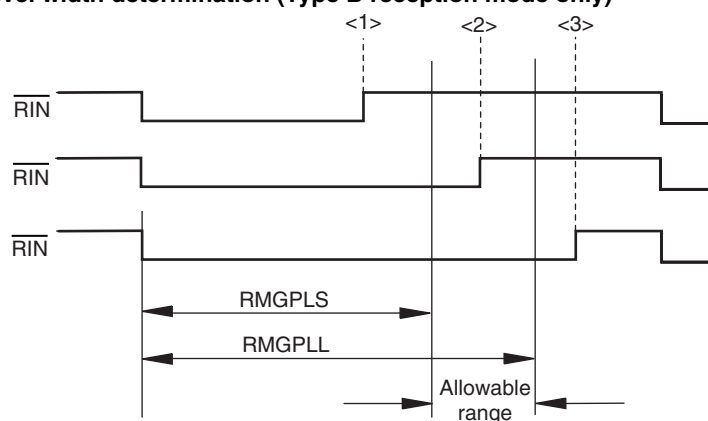 width determination (Type B reception mode only)
<1> <2> <3>
RIN
RIN
RIN
RMGPLS
RMGPLL
Allowable
range